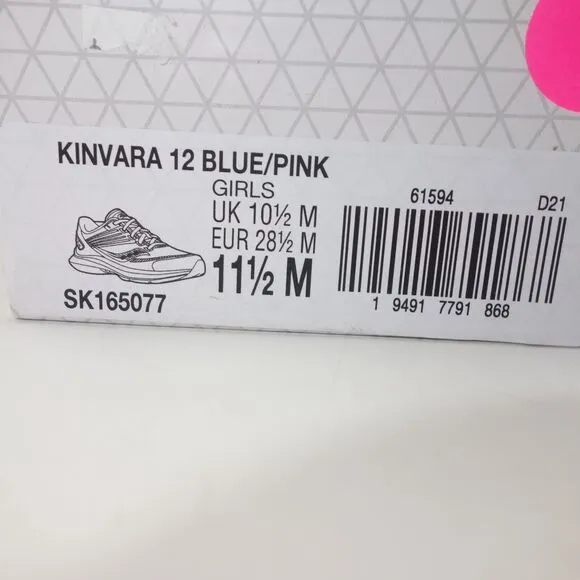 KINVARA 12 BLUE/PINK
GIRLS
UK 10½ M
EUR 28½ M
11½ M
SK165077
61594 D21
1 9491 7791 868